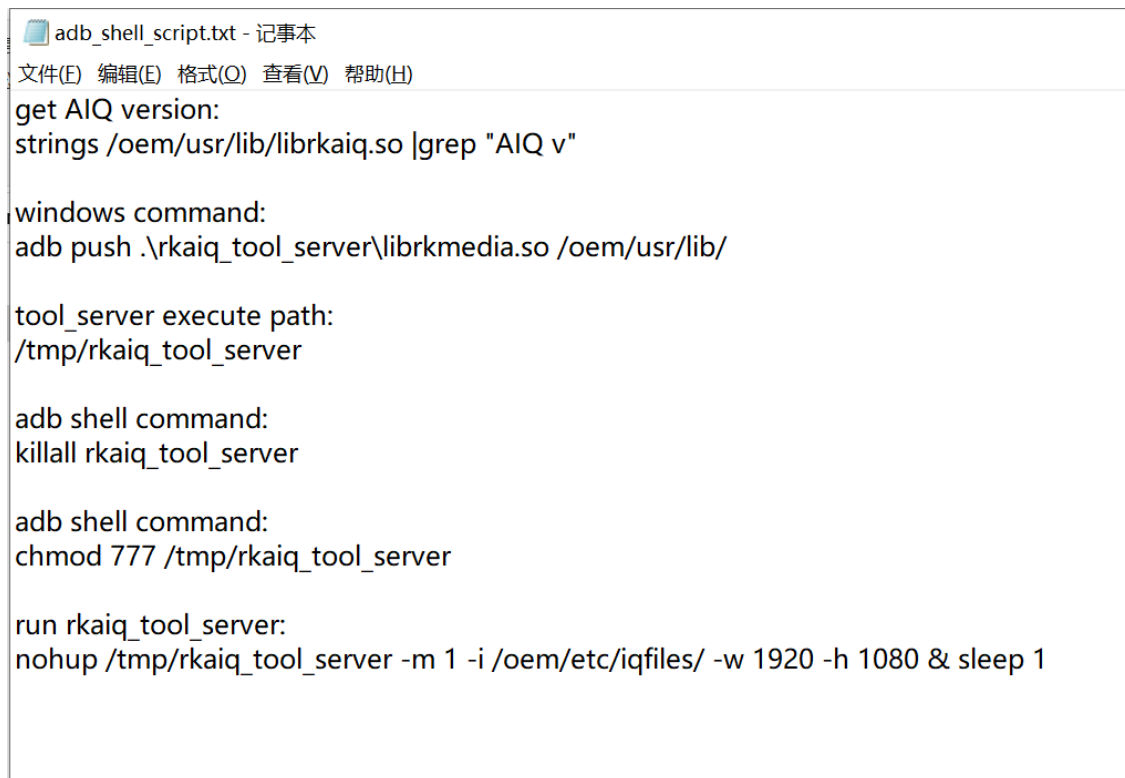 adb_shell_script.txt - 记事本
文件(F) 编辑(E) 格式(O) 查看(V) 帮助(H)
get AIQ version:
strings /oem/usr/lib/librkaiq.so |grep "AIQ v"
windows command:
adb push .\rkaiq_tool_server\librkmedia.so /oem/usr/lib/
tool_server execute path:
/tmp/rkaiq_tool_server
adb shell command:
killall rkaiq_tool_server
adb shell command:
chmod 777 /tmp/rkaiq_tool_server
run rkaiq_tool_server:
nohup /tmp/rkaiq_tool_server -m 1 -i /oem/etc/iqfiles/ -w 1920 -h 1080 & sleep 1